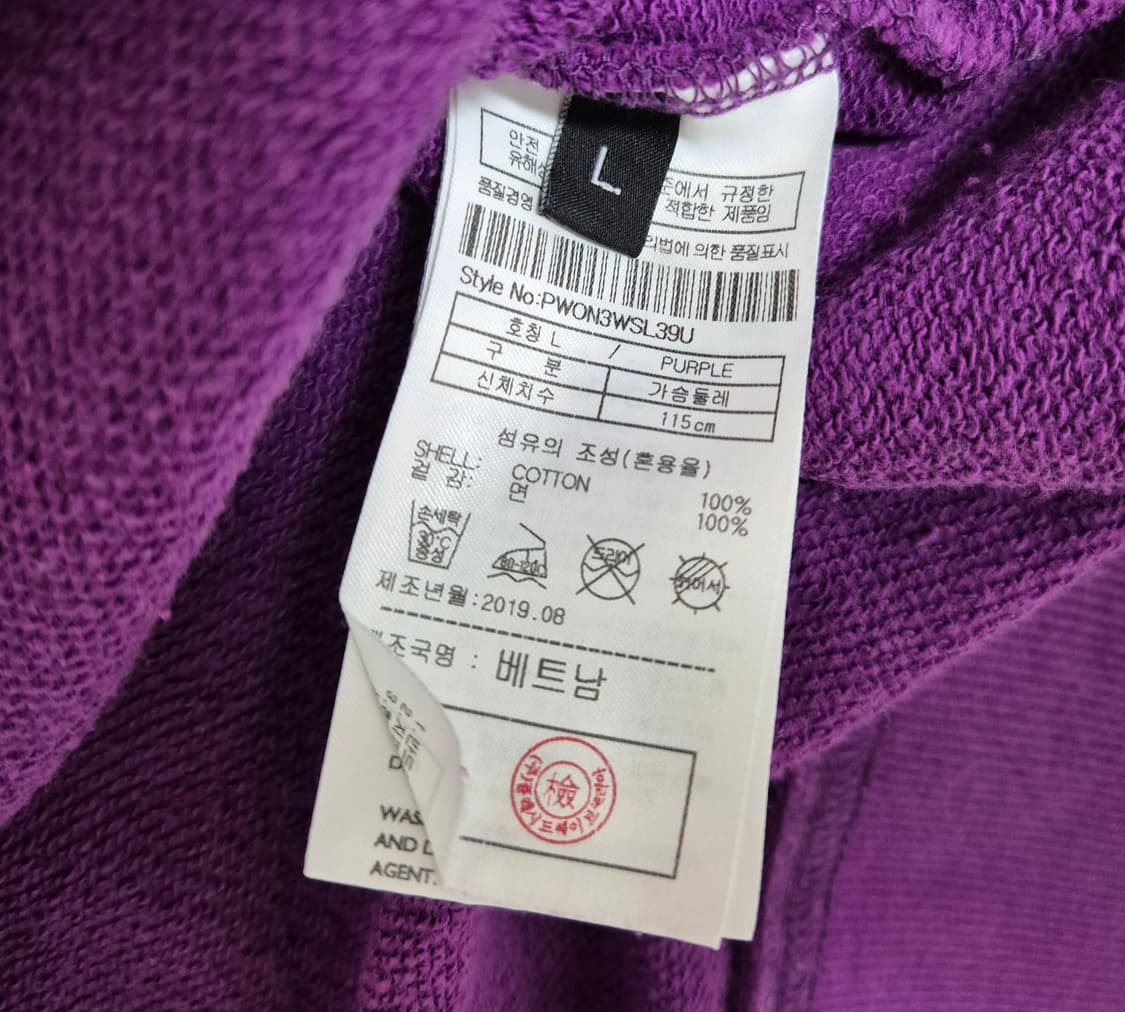 안전
준에서 규정한
유해성
적합한 제품임
L
품질경영
의법에 의한 품질표시
Style No:PWON3WSL39U
호칭 L / PURPLE
구 분 가슴둘레
신체치수 115cm
섬유의 조성(혼용율)
SHELL: COTTON 100%
겉 감: 면 100%
손세탁
중성
80-120℃
드라이
제조년월:2019.08
조국명 : 베트남
檢
WAS
AND L
AGENT.